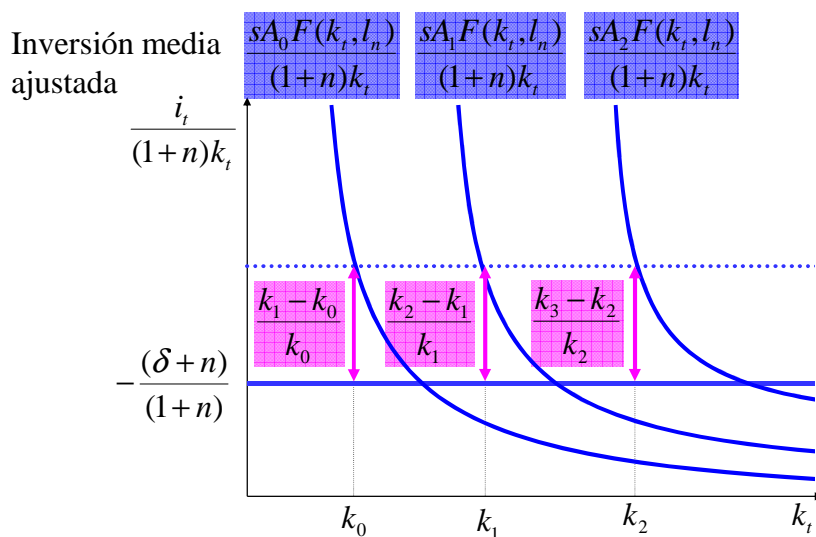 Inversión media
ajustada
i_t
(1+n)k_t
sA_0F(k_t,l_n)
(1+n)k_t
sA_1F(k_t,l_n)
(1+n)k_t
sA_2F(k_t,l_n)
(1+n)k_t
k_1 − k_0
k_0
k_2 − k_1
k_1
k_3 − k_2
k_2
− (δ+n)
(1+n)
k_0 k_1 k_2 k_t